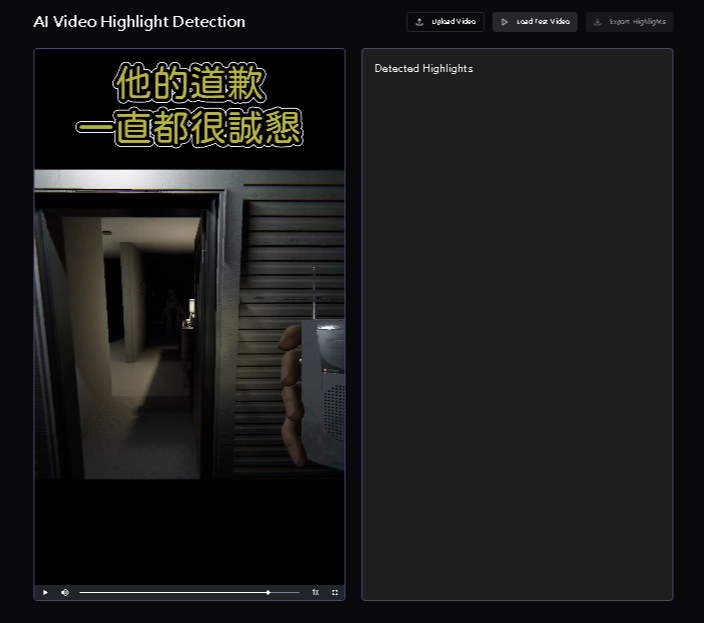 AI Video Highlight Detection
Upload Video
Load Test Video
Export Highlights
他的道歉
一直都很誠懇
Detected Highlights
1x